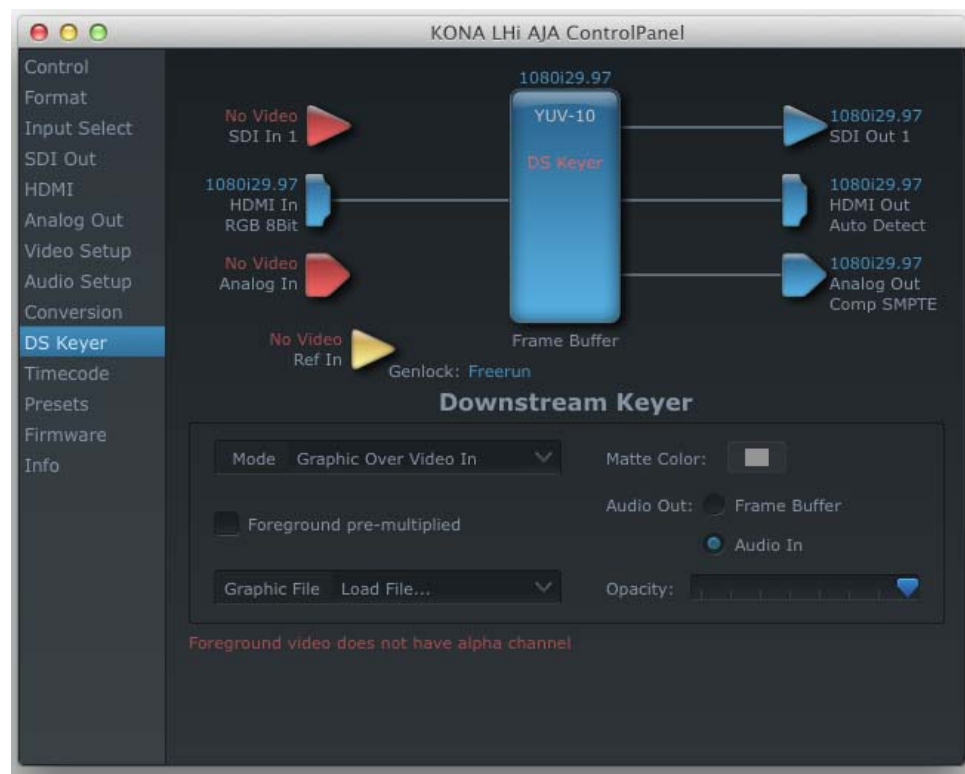 KONA LHi AJA ControlPanel
Control
Format
Input Select
SDI Out
HDMI
Analog Out
Video Setup
Audio Setup
Conversion
DS Keyer
Timecode
Presets
Firmware
Info
1080i29.97
YUV-10
DS Keyer
Frame Buffer
No Video
SDI In 1
1080i29.97
HDMI In
RGB 8Bit
No Video
Analog In
No Video
Ref In
Genlock: Freerun
1080i29.97
SDI Out 1
1080i29.97
HDMI Out
Auto Detect
1080i29.97
Analog Out
Comp SMPTE
Downstream Keyer
Mode Graphic Over Video In
Matte Color:
Foreground pre-multiplied
Audio Out: Frame Buffer
Audio In
Graphic File Load File...
Opacity:
Foreground video does not have alpha channel